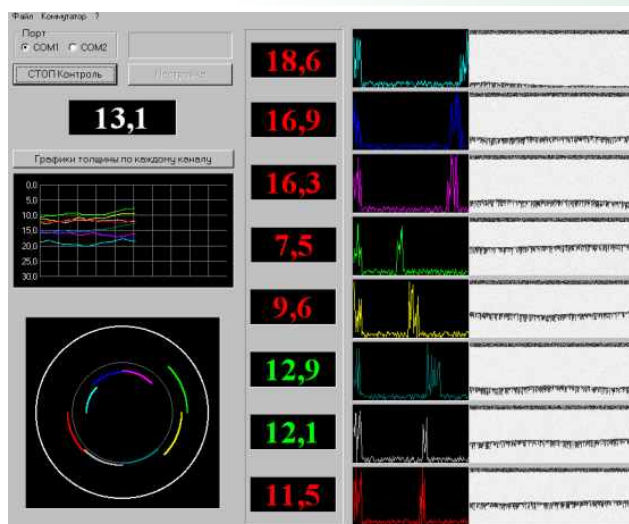 Файл Коммутатор ?
Порт
COM1 COM2
СТОП Контроль
Настройка
13,1
Графики толщины по каждому каналу
0.0
5.0
10.0
15.0
20.0
25.0
30.0
18,6
16,9
16,3
7,5
9,6
12,9
12,1
11,5